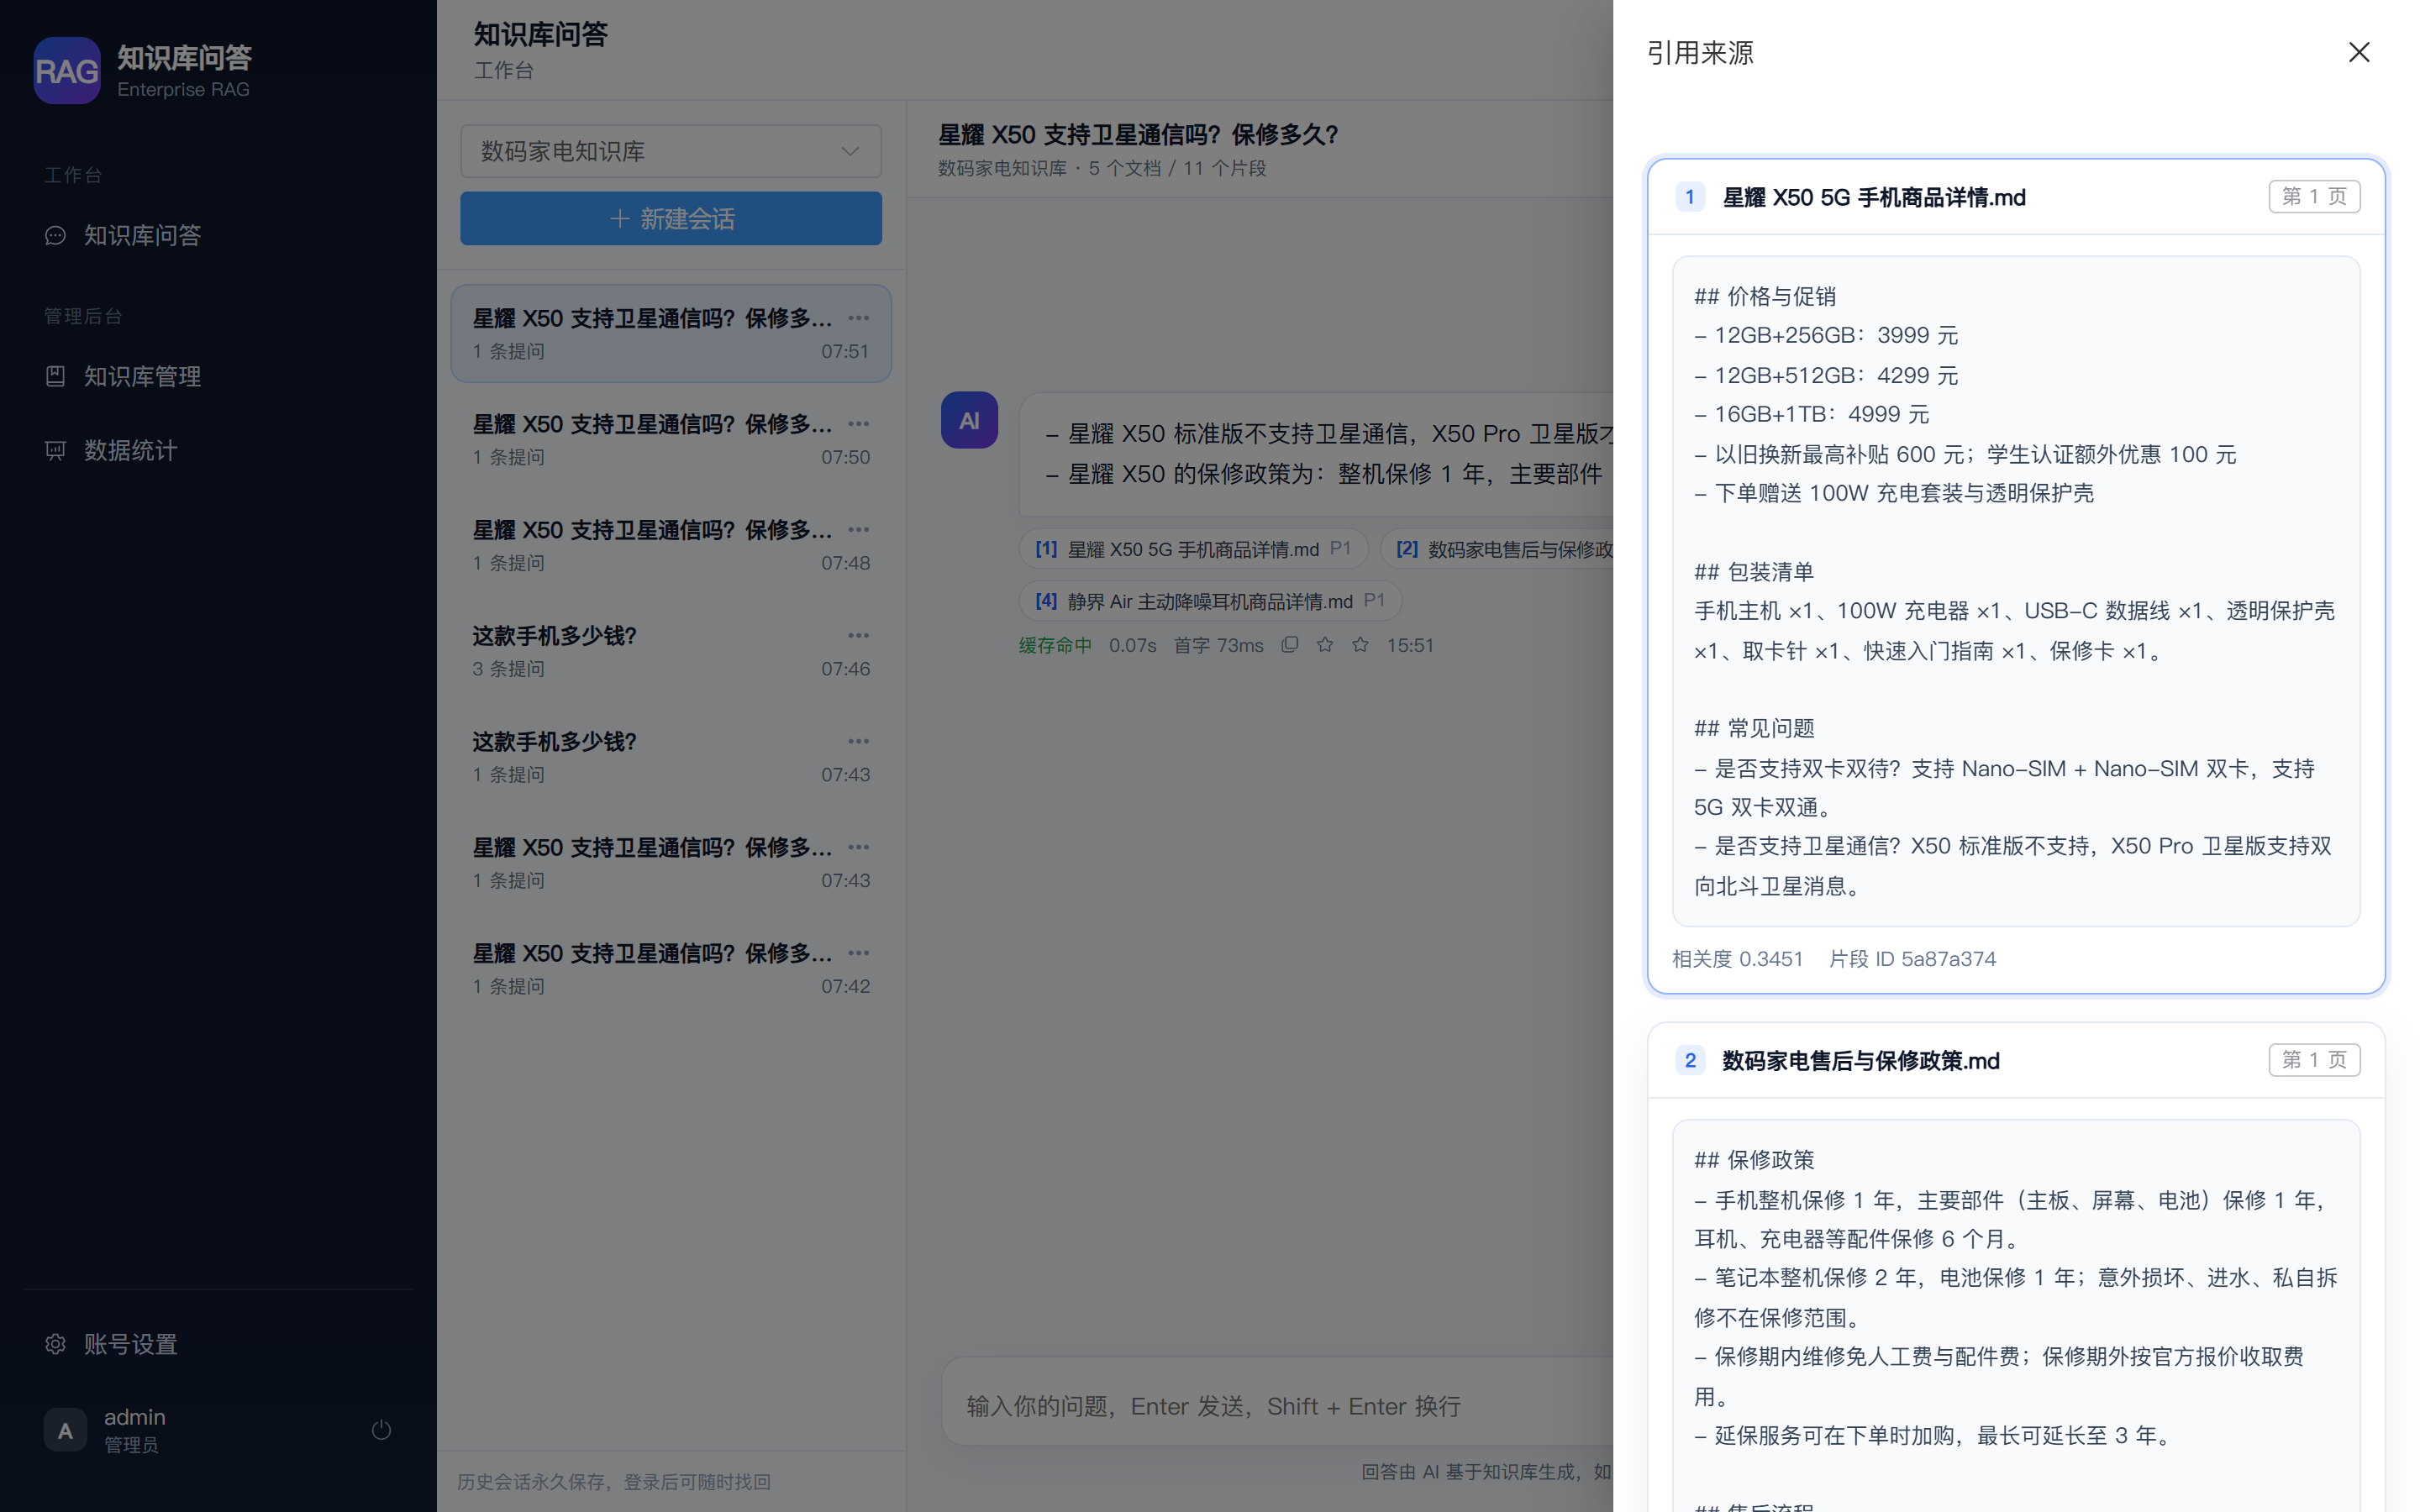 RAG
知识库问答
Enterprise RAG
工作台
知识库问答
管理后台
知识库管理
数据统计
账号设置
A
admin
管理员
知识库问答
工作台
数码家电知识库
新建会话
星耀 X50 支持卫星通信吗？保修多...
1 条提问 07:51
星耀 X50 支持卫星通信吗？保修多...
1 条提问 07:50
星耀 X50 支持卫星通信吗？保修多...
1 条提问 07:48
这款手机多少钱?
3 条提问 07:46
这款手机多少钱?
1 条提问 07:43
星耀 X50 支持卫星通信吗？保修多...
1 条提问 07:43
星耀 X50 支持卫星通信吗？保修多...
1 条提问 07:42
历史会话永久保存，登录后可随时找回
星耀 X50 支持卫星通信吗？保修多久?
数码家电知识库 · 5 个文档 / 11 个片段
AI
– 星耀 X50 标准版不支持卫星通信，X50 Pro 卫星版才
– 星耀 X50 的保修政策为：整机保修 1 年，主要部件
[1] 星耀 X50 5G 手机商品详情.md P1 [2] 数码家电售后与保修政
[4] 静界 Air 主动降噪耳机商品详情.md P1
缓存命中 0.07s 首字 73ms 15:51
输入你的问题，Enter 发送，Shift + Enter 换行
回答由 AI 基于知识库生成，如
引用来源
1 星耀 X50 5G 手机商品详情.md 第 1 页
## 价格与促销
– 12GB+256GB：3999 元
– 12GB+512GB：4299 元
– 16GB+1TB：4999 元
– 以旧换新最高补贴 600 元；学生认证额外优惠 100 元
– 下单赠送 100W 充电套装与透明保护壳
## 包装清单
手机主机 ×1、100W 充电器 ×1、USB–C 数据线 ×1、透明保护壳
×1、取卡针 ×1、快速入门指南 ×1、保修卡 ×1。
## 常见问题
– 是否支持双卡双待？支持 Nano–SIM + Nano–SIM 双卡，支持
5G 双卡双通。
– 是否支持卫星通信？X50 标准版不支持，X50 Pro 卫星版支持双
向北斗卫星消息。
相关度 0.3451 片段 ID 5a87a374
2 数码家电售后与保修政策.md 第 1 页
## 保修政策
– 手机整机保修 1 年，主要部件（主板、屏幕、电池）保修 1 年，
耳机、充电器等配件保修 6 个月。
– 笔记本整机保修 2 年，电池保修 1 年；意外损坏、进水、私自拆
修不在保修范围。
– 保修期内维修免人工费与配件费；保修期外按官方报价收取费
用。
– 延保服务可在下单时加购，最长可延长至 3 年。
## 售后流程